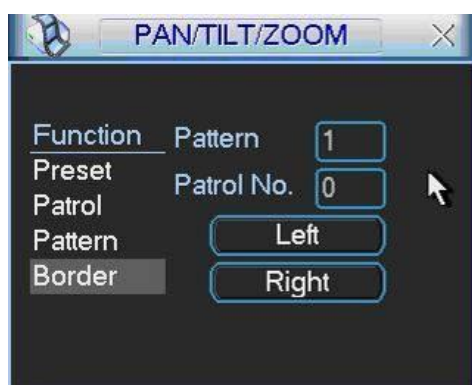 PAN/TILT/ZOOM
Function
Pattern 1
Preset
Patrol No. 0
Patrol
Pattern
Left
Border
Right